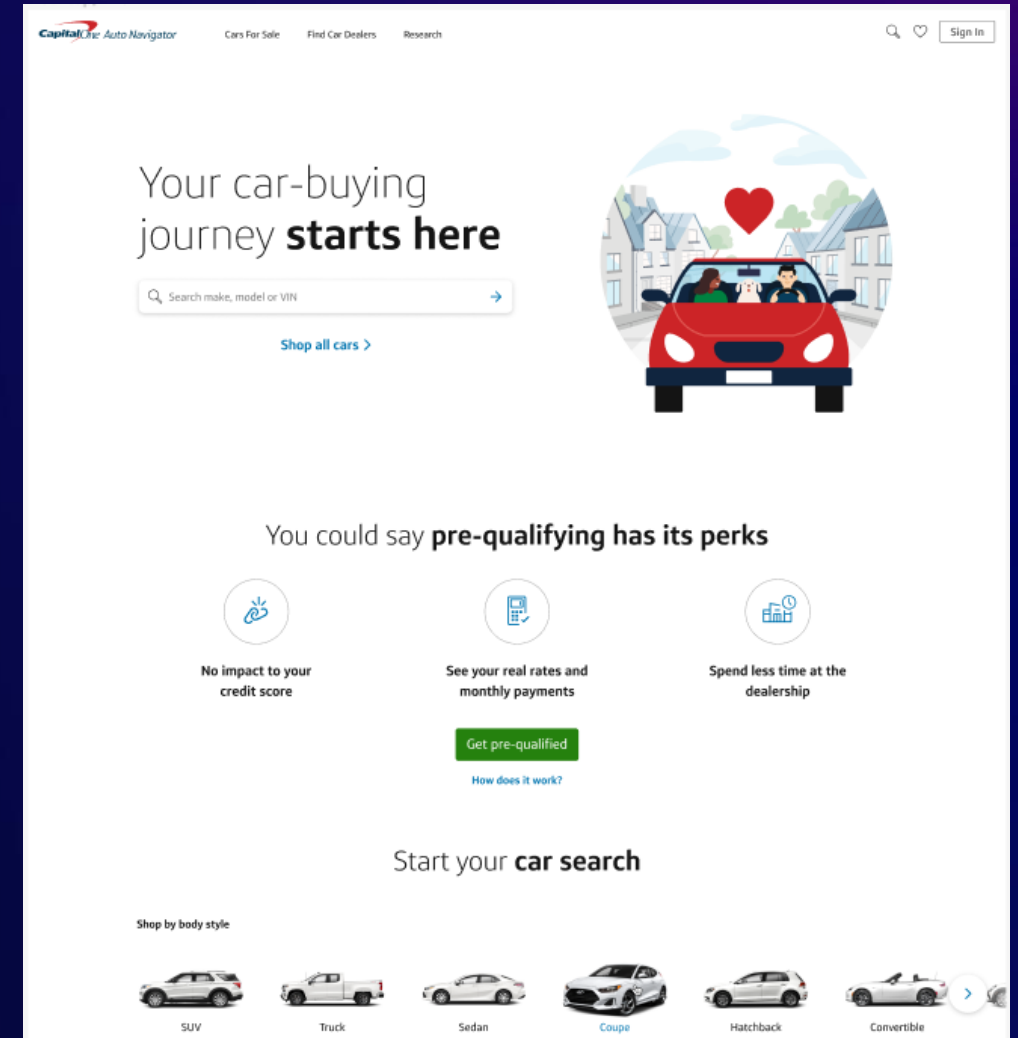 CapitalOne Auto Navigator
Cars For Sale
Find Car Dealers
Research
Sign In
Your car-buying
journey starts here
Search make, model or VIN
Shop all cars
You could say pre-qualifying has its perks
No impact to your
credit score
See your real rates and
monthly payments
Spend less time at the
dealership
Get pre-qualified
How does it work?
Start your car search
Shop by body style
SUV
Truck
Sedan
Coupe
Hatchback
Convertible